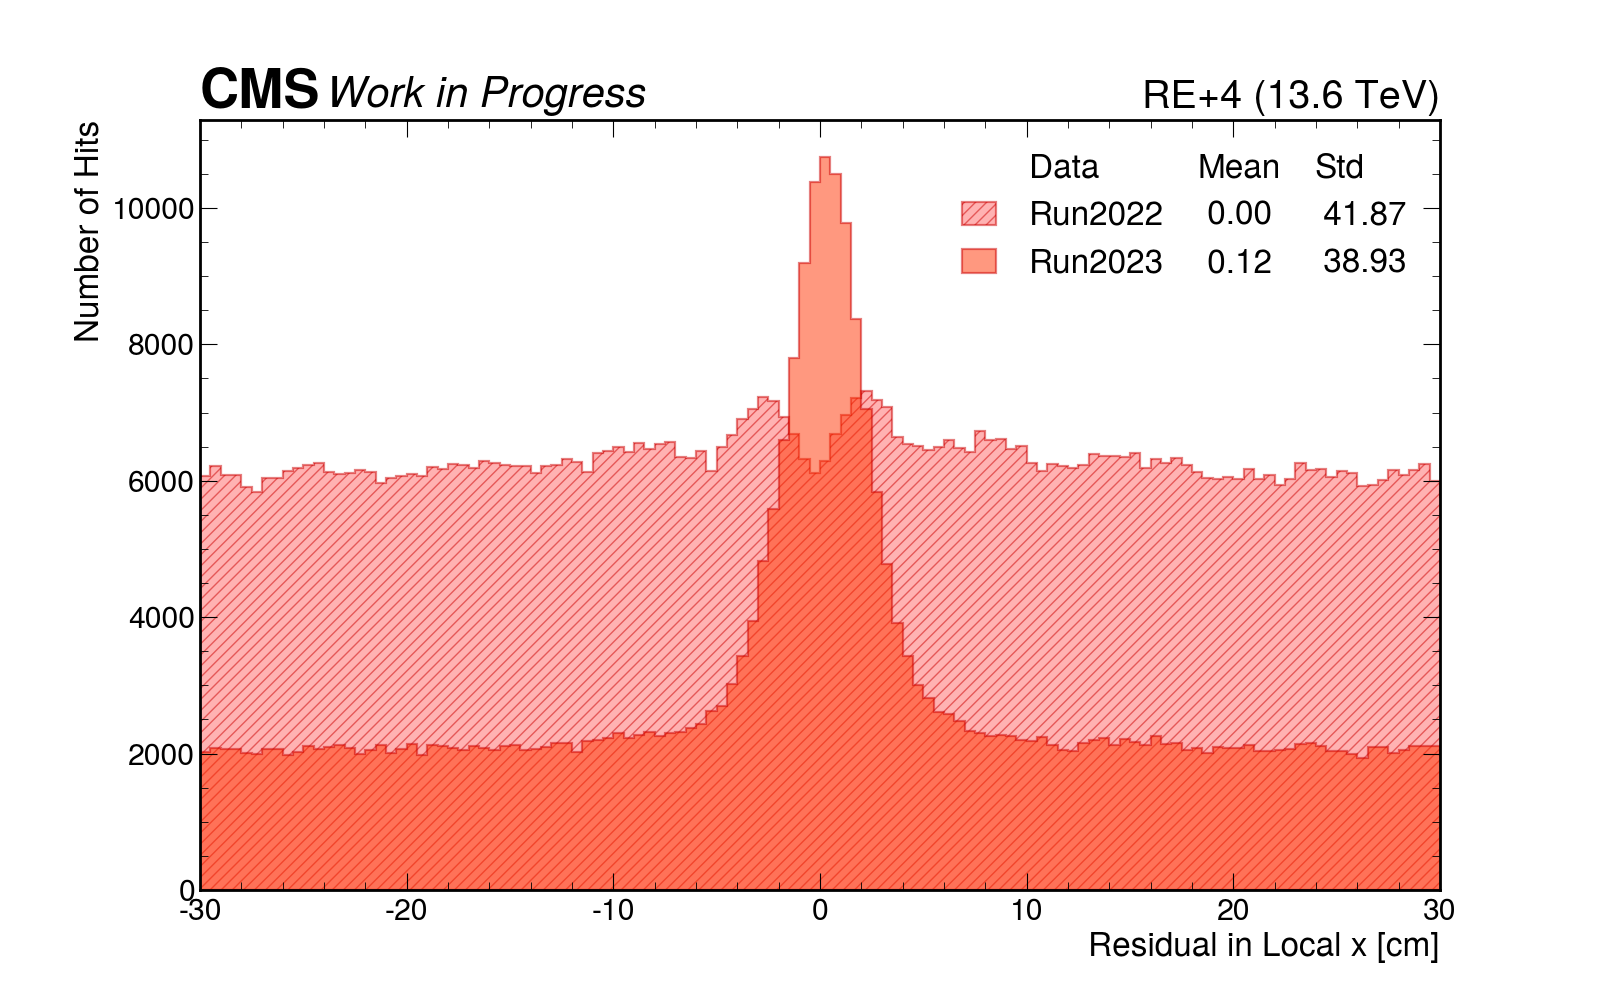 CMS Work in Progress RE+4 (13.6 TeV)
Number of Hits
Data Mean Std
Run2022 0.00 41.87
Run2023 0.12 38.93
10000
8000
6000
4000
2000
0
-30 -20 -10 0 10 20 30
Residual in Local x [cm]